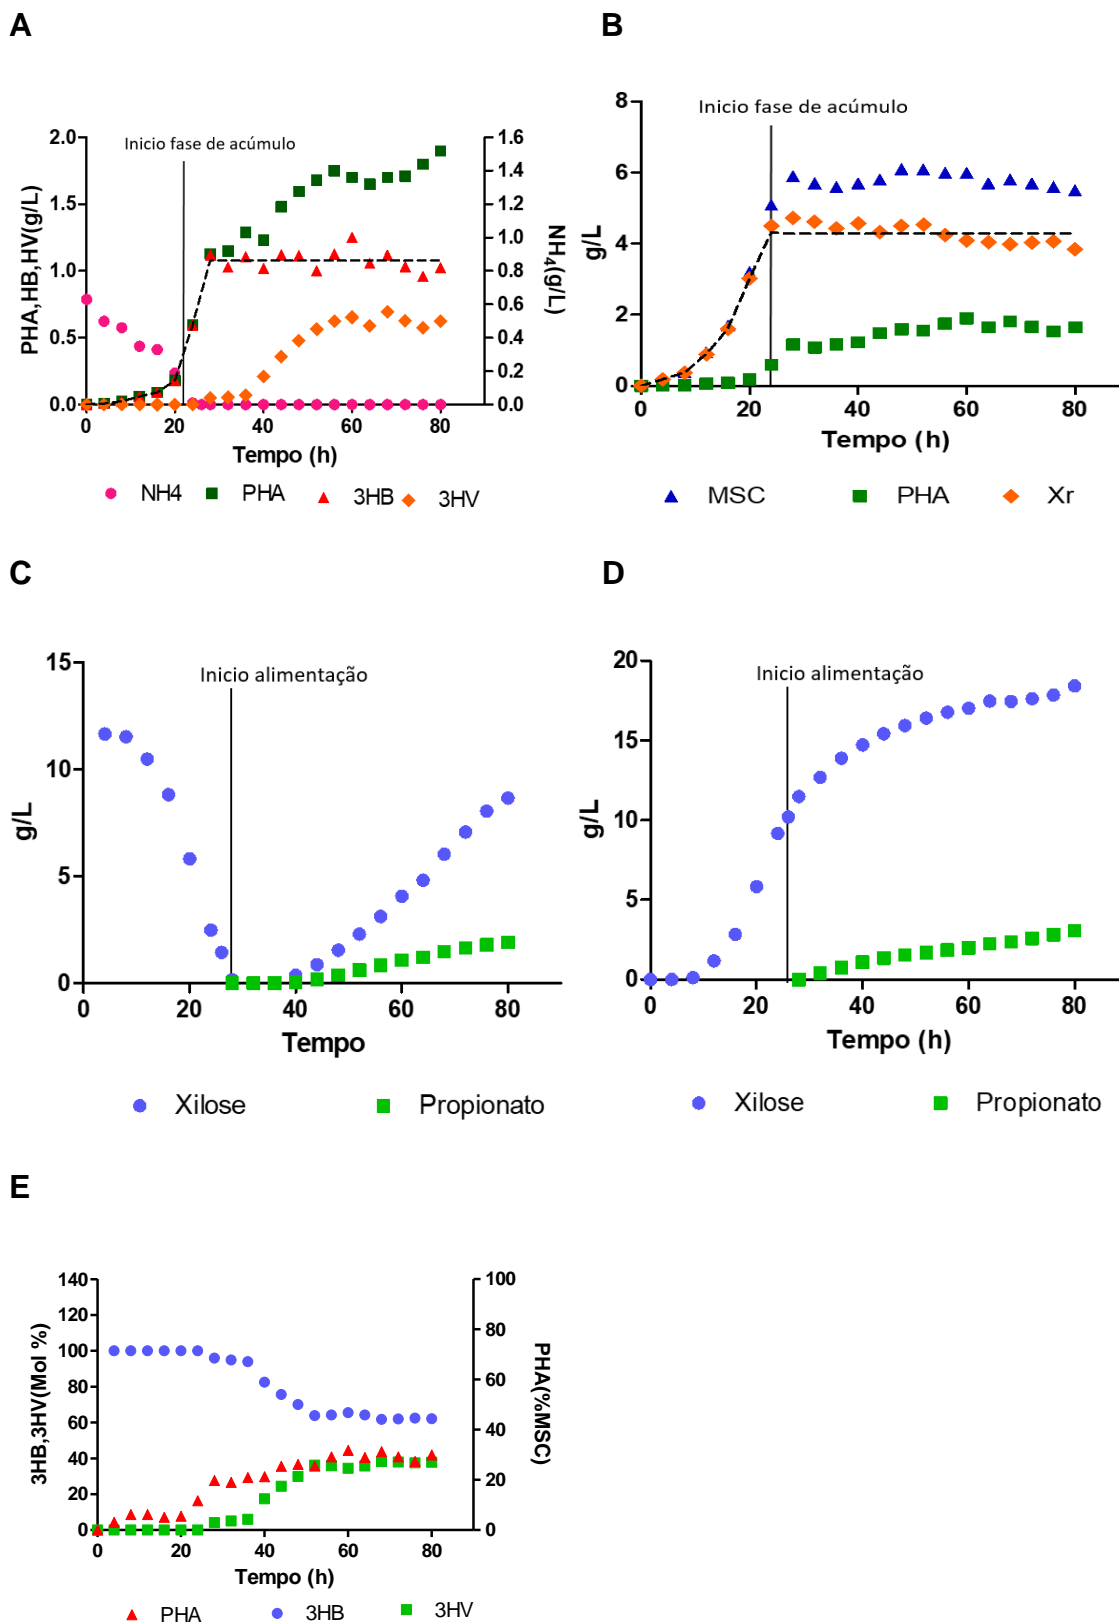 A
B
Inicio fase de acúmulo
2.0
1.5
1.0
0.5
0.0
PHA,HB,HV(g/L)
1.6
1.4
1.2
1.0
0.8
0.6
0.4
0.2
0.0
NH4(g/L)
0 20 40 60 80
Tempo (h)
NH4 PHA 3HB 3HV
Inicio fase de acúmulo
8
6
4
2
0
g/L
0 20 40 60 80
Tempo (h)
MSC PHA Xr
C
D
Inicio alimentação
15
10
5
0
g/L
0 20 40 60 80
Tempo
Xilose Propionato
Inicio alimentação
20
15
10
5
0
g/L
0 20 40 60 80
Tempo (h)
Xilose Propionato
E
140
120
100
80
60
40
20
0
3HB,3HV(Mol %)
100
80
60
40
20
0
PHA(%MSC)
0 20 40 60 80
Tempo (h)
PHA 3HB 3HV